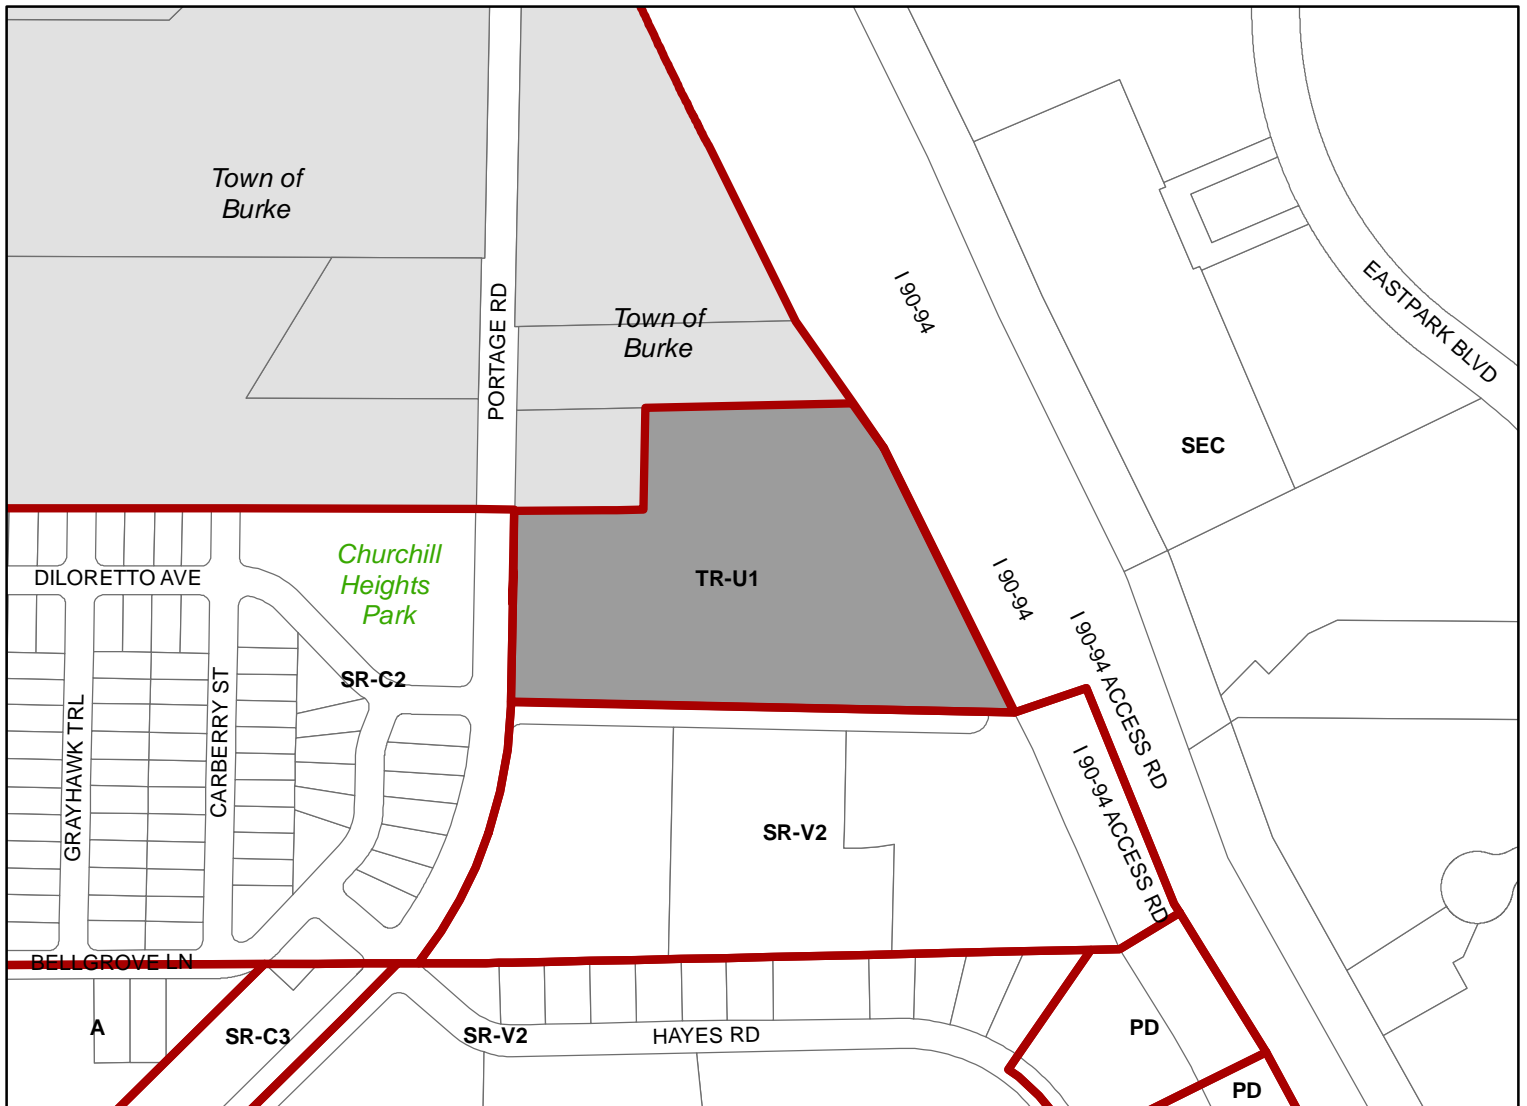 Town of
Burke
I 90-94
EASTPARK BLVD
PORTAGE RD
Town of
Burke
SEC
Churchill
Heights
Park
DILORETTO AVE
TR-U1
I 90-94
I 90-94 ACCESS RD
SR-C2
CARBERRY ST
GRAYHAWK TRL
I 90-94 ACCESS RD
SR-V2
BELLGROVE LN
A
SR-C3
SR-V2
HAYES RD
PD
PD